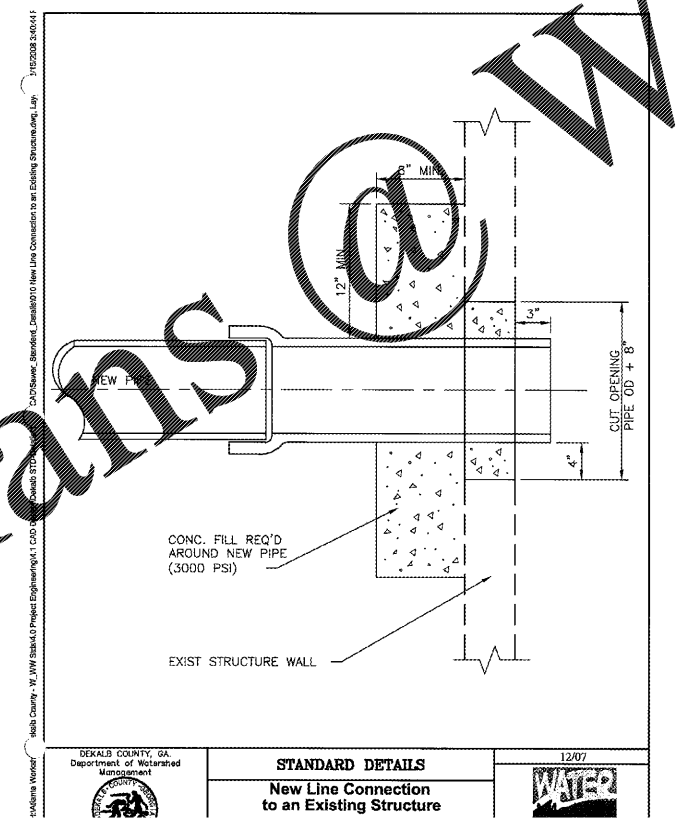 8" MIN
12" MIN
3"
NEW PIPE
CUT OPENING
PIPE OD + 8"
4"
CONC. FILL REQ'D
AROUND NEW PIPE
(3000 PSI)
EXIST STRUCTURE WALL
DEKALB COUNTY, GA.
Department of Watershed
Management
STANDARD DETAILS
New Line Connection
to an Existing Structure
12/07
WATER
ans @ w